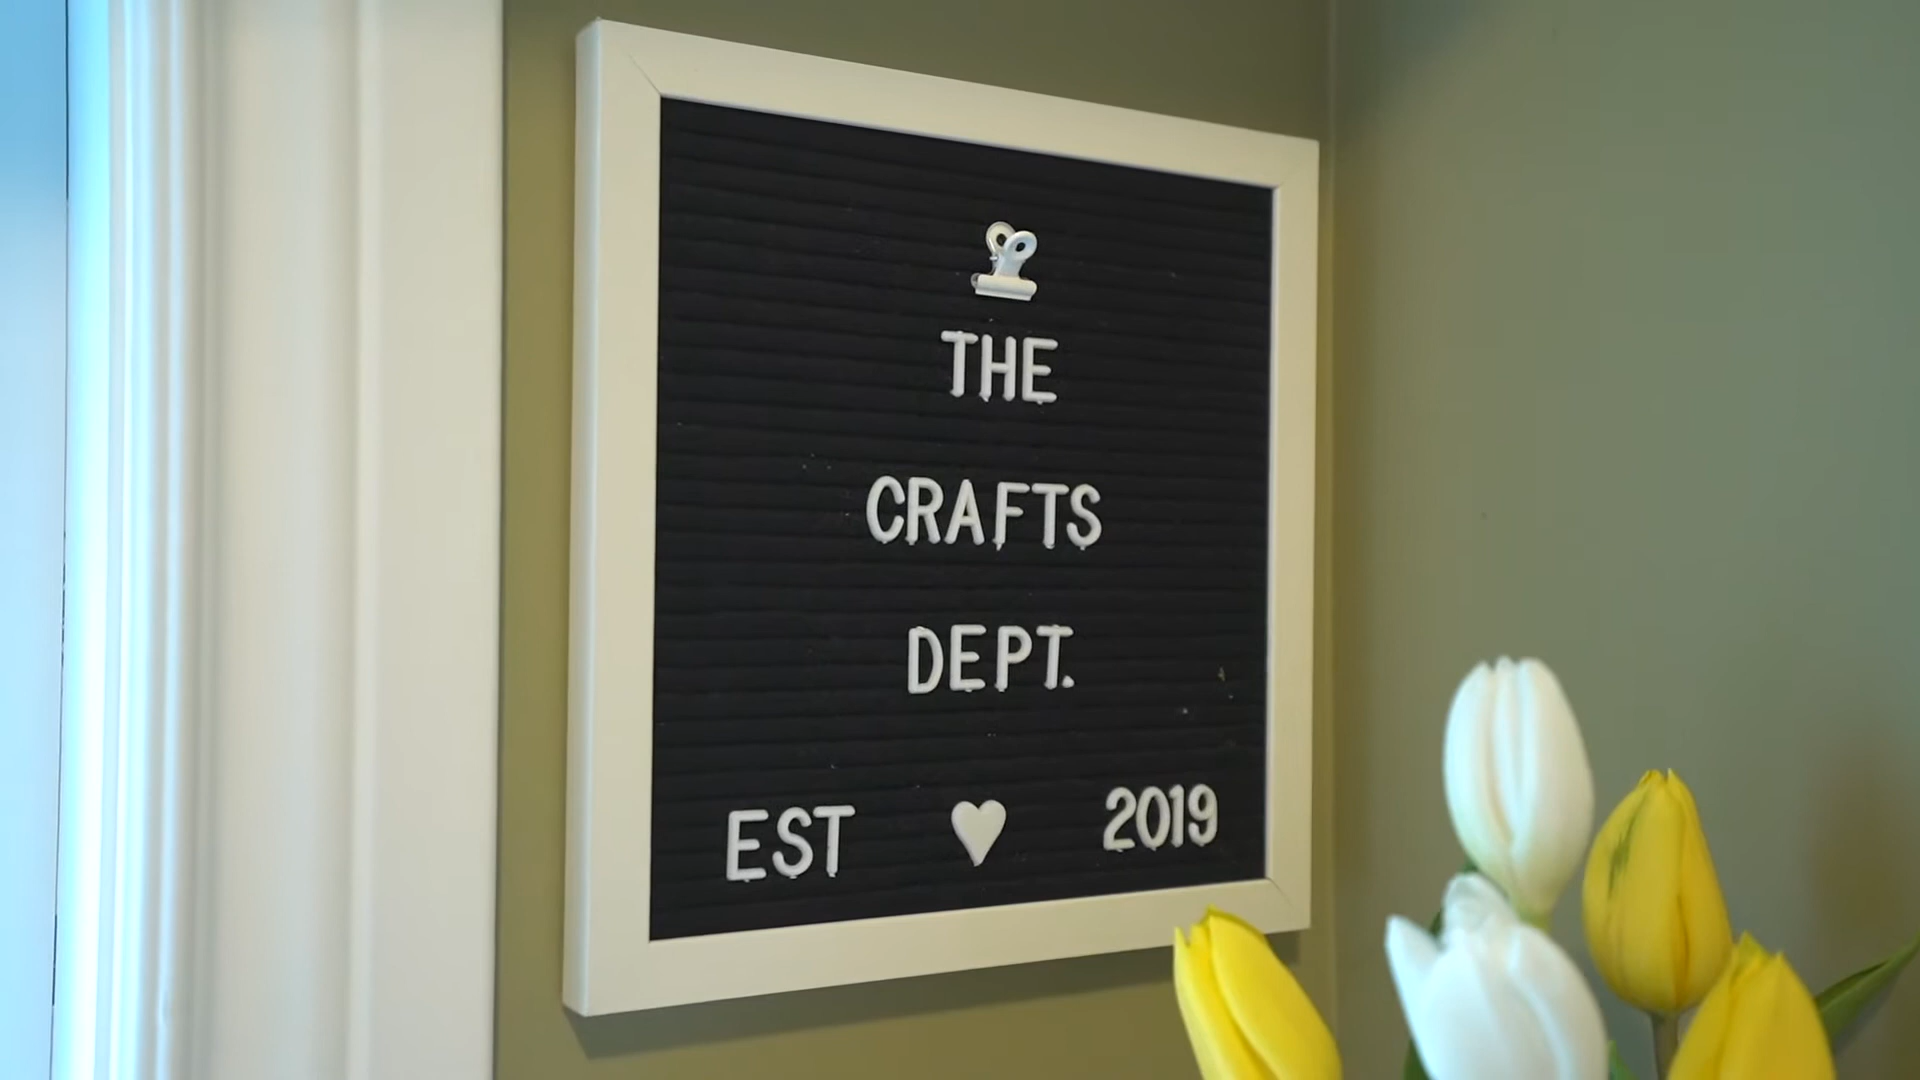 THE
CRAFTS
DEPT.
EST ♥ 2019